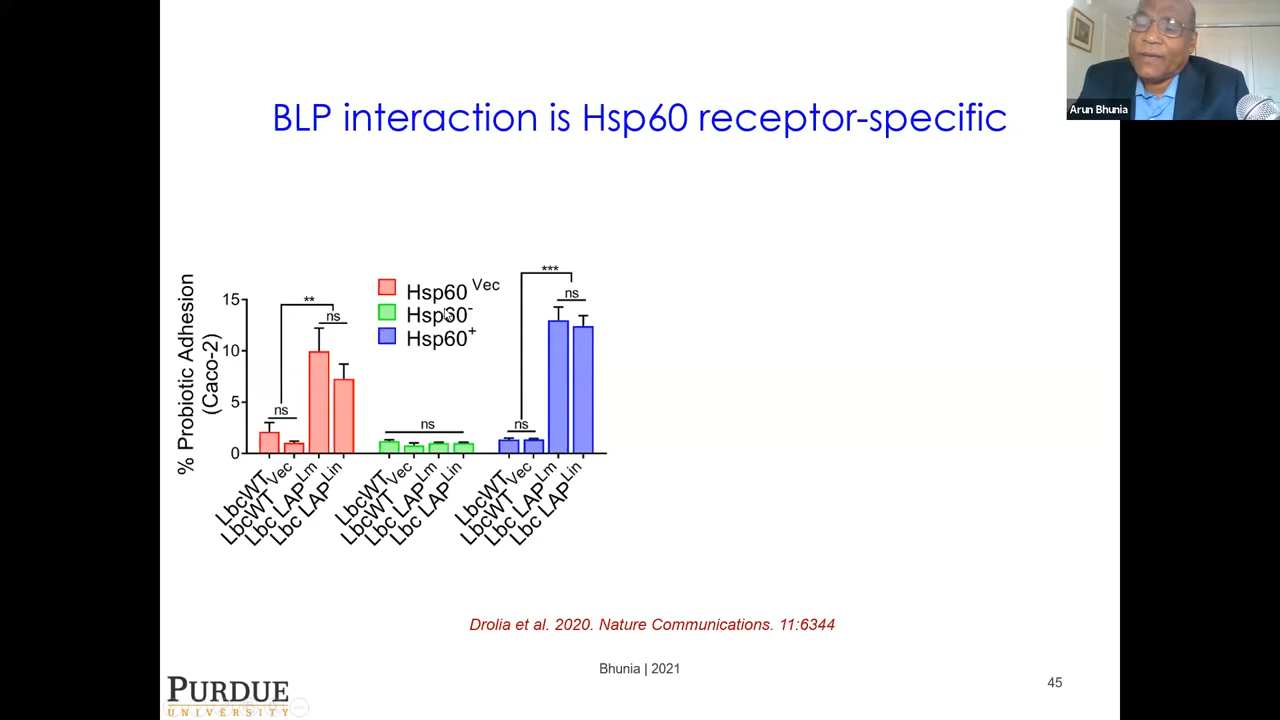 Arun Bhunia
BLP interaction is Hsp60 receptor-specific
% Probiotic Adhesion
(Caco-2)
15
10
5
0
**
ns
ns
Hsp60 Vec
Hsp60-
Hsp60+
ns
***
ns
ns
LbcWT
LbcWT Vec
Lbc LAP Lm
Lbc LAP Lin
LbcWT
LbcWT Vec
Lbc LAP Lm
Lbc LAP Lin
LbcWT
LbcWT Vec
Lbc LAP Lm
Lbc LAP Lin
Drolia et al. 2020. Nature Communications. 11:6344
Bhunia | 2021
45
PURDUE
UNIVERSITY